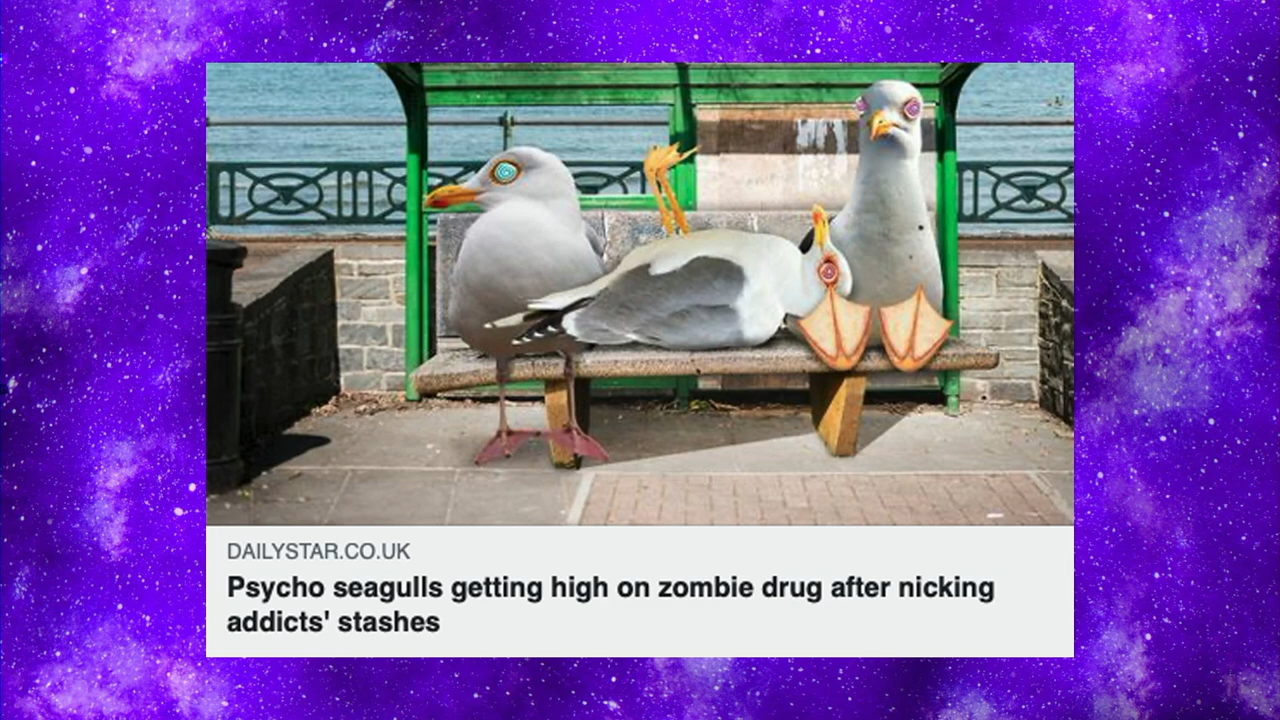 DAILYSTAR.CO.UK
Psycho seagulls getting high on zombie drug after nicking
addicts' stashes